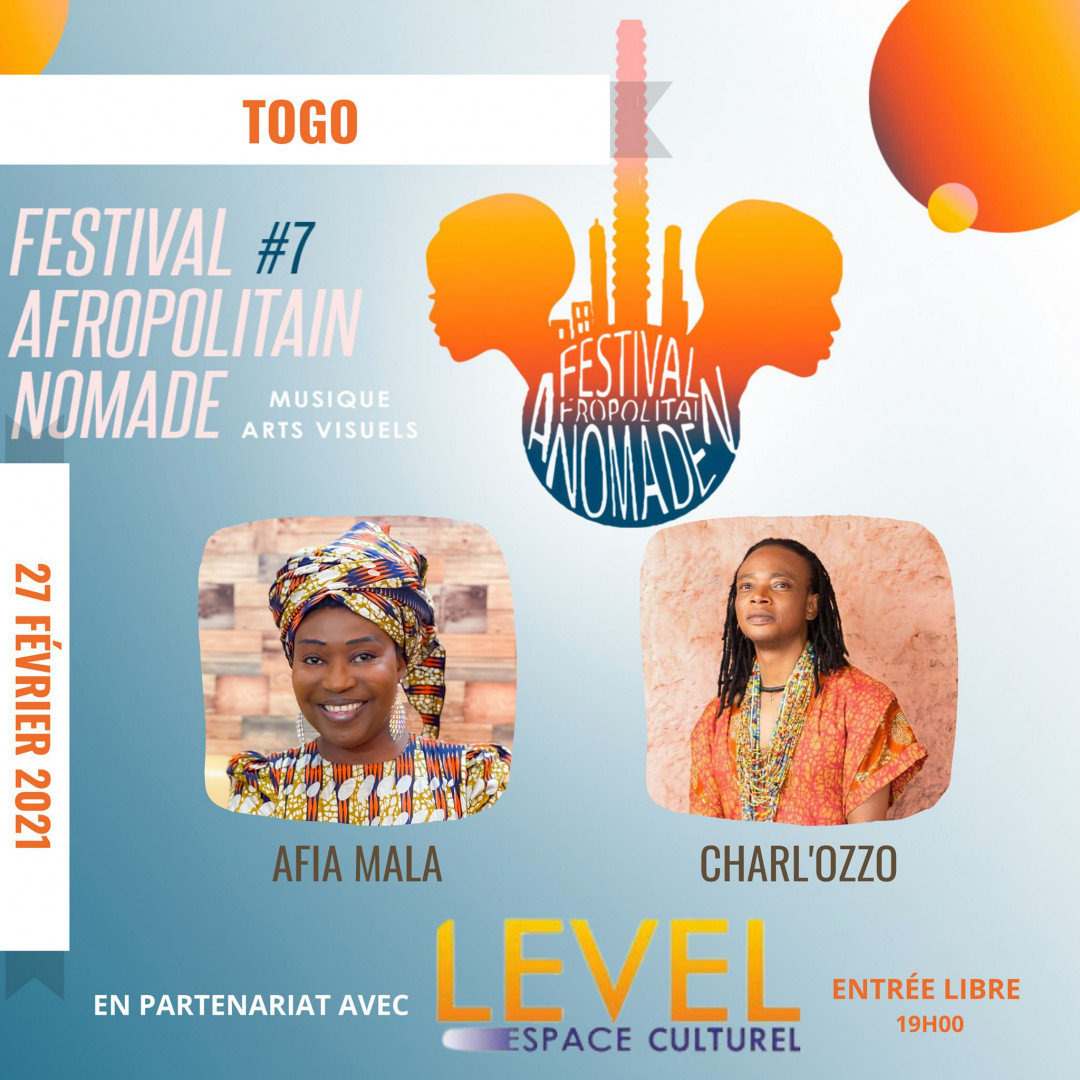 TOGO
FESTIVAL #7
AFROPOLITAIN
NOMADE
MUSIQUE
ARTS VISUELS
FESTIVAL
AFROPOLITAIN
NOMADE
27 FÉVRIER 2021
AFIA MALA
CHARL'OZZO
EN PARTENARIAT AVEC
LEVEL
ESPACE CULTUREL
ENTRÉE LIBRE
19H00